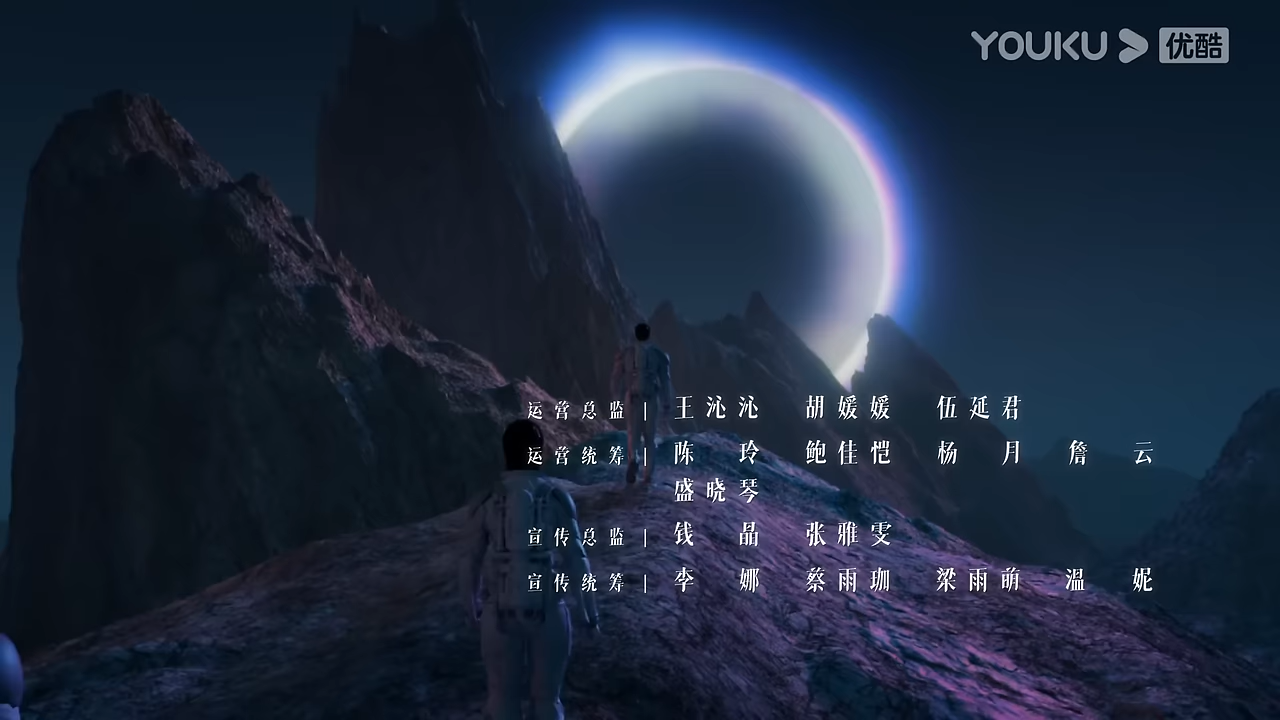 YOUKU 优酷
运营总监 | 王沁沁 胡媛媛 伍延君
运营统筹 | 陈玲 鲍佳恺 杨月 詹云
盛晓琴
宣传总监 | 钱晶 张雅雯
宣传统筹 | 李娜 蔡雨珈 梁雨萌 温妮